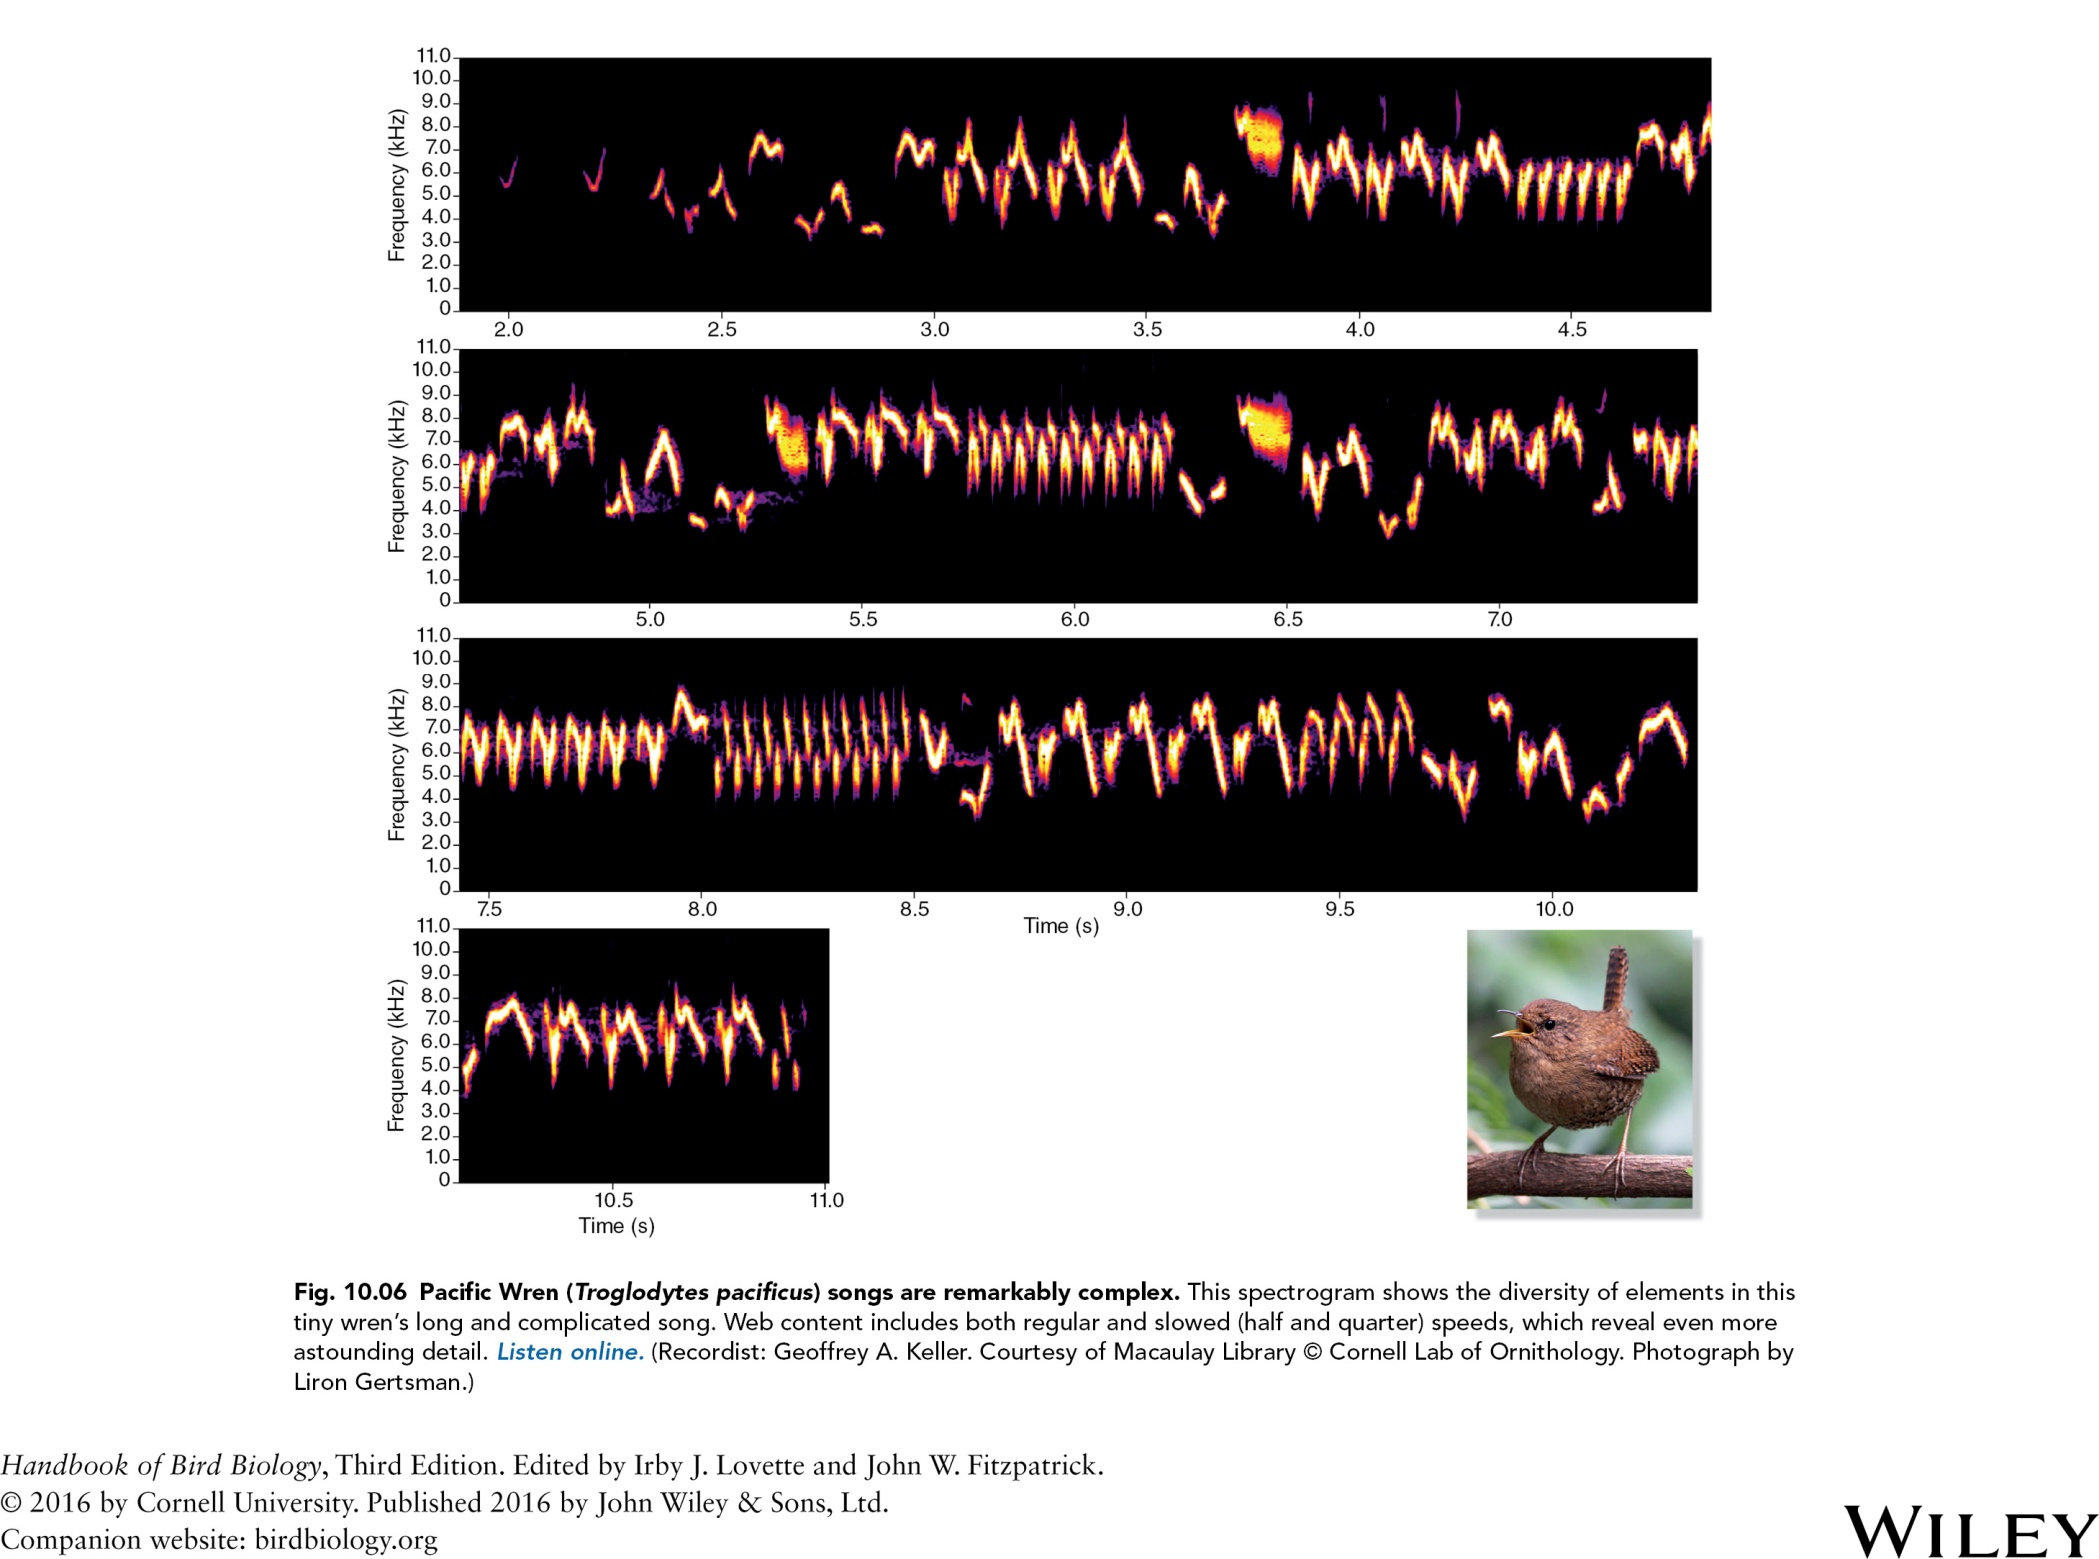 11.0
10.0
9.0
8.0
7.0
6.0
5.0
4.0
3.0
2.0
1.0
0
Frequency (kHz)
2.0 2.5 3.0 3.5 4.0 4.5
11.0
10.0
9.0
8.0
7.0
6.0
5.0
4.0
3.0
2.0
1.0
0
Frequency (kHz)
5.0 5.5 6.0 6.5 7.0
11.0
10.0
9.0
8.0
7.0
6.0
5.0
4.0
3.0
2.0
1.0
0
Frequency (kHz)
7.5 8.0 8.5 9.0 9.5 10.0
Time (s)
11.0
10.0
9.0
8.0
7.0
6.0
5.0
4.0
3.0
2.0
1.0
0
Frequency (kHz)
10.5 11.0
Time (s)
Fig. 10.06 Pacific Wren (Troglodytes pacificus) songs are remarkably complex. This spectrogram shows the diversity of elements in this
tiny wren's long and complicated song. Web content includes both regular and slowed (half and quarter) speeds, which reveal even more
astounding detail. Listen online. (Recordist: Geoffrey A. Keller. Courtesy of Macaulay Library © Cornell Lab of Ornithology. Photograph by
Liron Gertsman.)
Handbook of Bird Biology, Third Edition. Edited by Irby J. Lovette and John W. Fitzpatrick.
© 2016 by Cornell University. Published 2016 by John Wiley & Sons, Ltd.
Companion website: birdbiology.org
WILEY